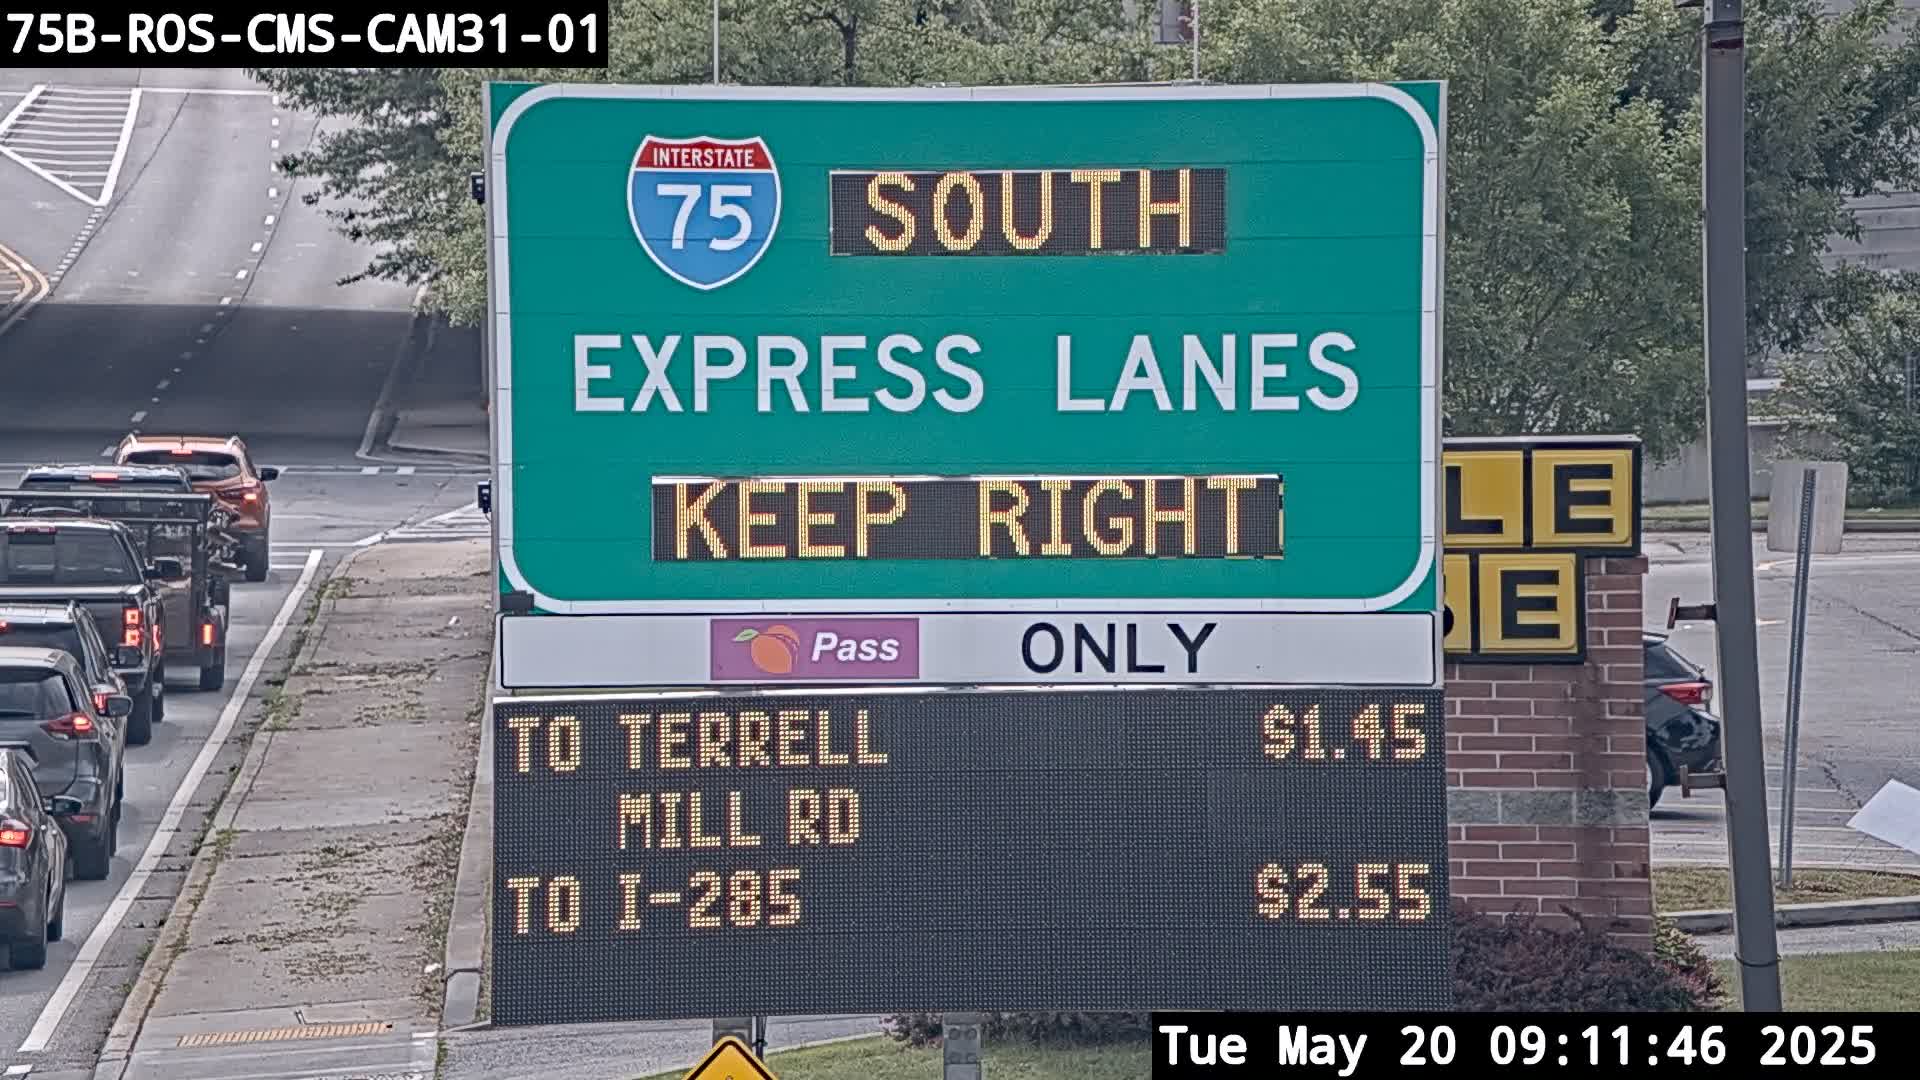 75B-ROS-CMS-CAM31-01
INTERSTATE
75
SOUTH
EXPRESS LANES
KEEP RIGHT
Pass ONLY
TO TERRELL $1.45
MILL RD
TO I-285 $2.55
LE
E
Tue May 20 09:11:46 2025